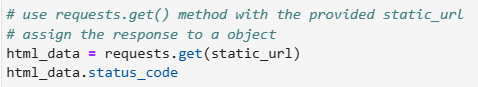 # use requests.get() method with the provided static_url
# assign the response to a object
html_data = requests.get(static_url)
html_data.status_code